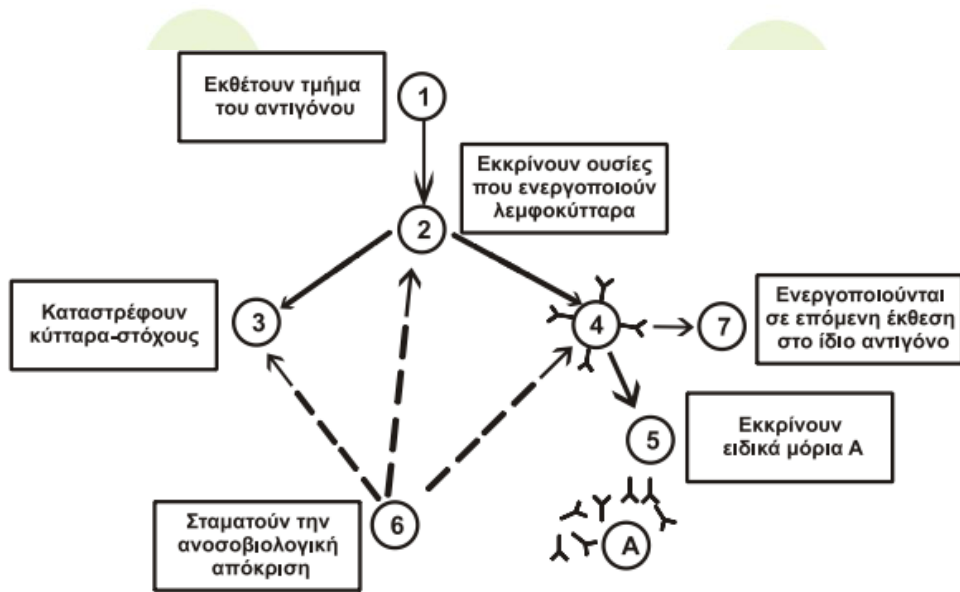 Εκθέτουν τμήμα
του αντιγόνου
1
Εκκρίνουν ουσίες
που ενεργοποιούν
λεμφοκύτταρα
2
Καταστρέφουν
κύτταρα-στόχους
3
4
7
Ενεργοποιούνται
σε επόμενη έκθεση
στο ίδιο αντιγόνο
5
Εκκρίνουν
ειδικά μόρια Α
Σταματούν την
ανοσοβιολογική
απόκριση
6
Α